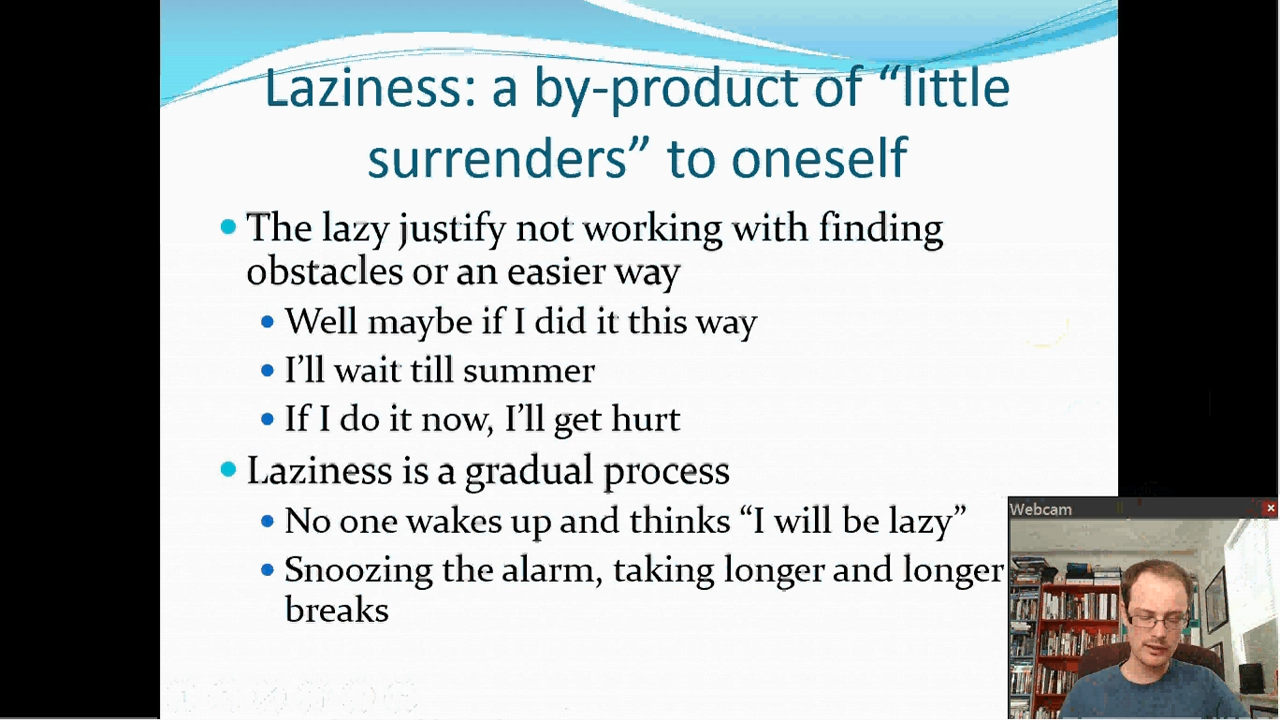 Laziness: a by-product of “little
surrenders” to oneself
• The lazy justify not working with finding
obstacles or an easier way
• Well maybe if I did it this way
• I’ll wait till summer
• If I do it now, I’ll get hurt
• Laziness is a gradual process
• No one wakes up and thinks “I will be lazy”
• Snoozing the alarm, taking longer and longer
breaks
Webcam